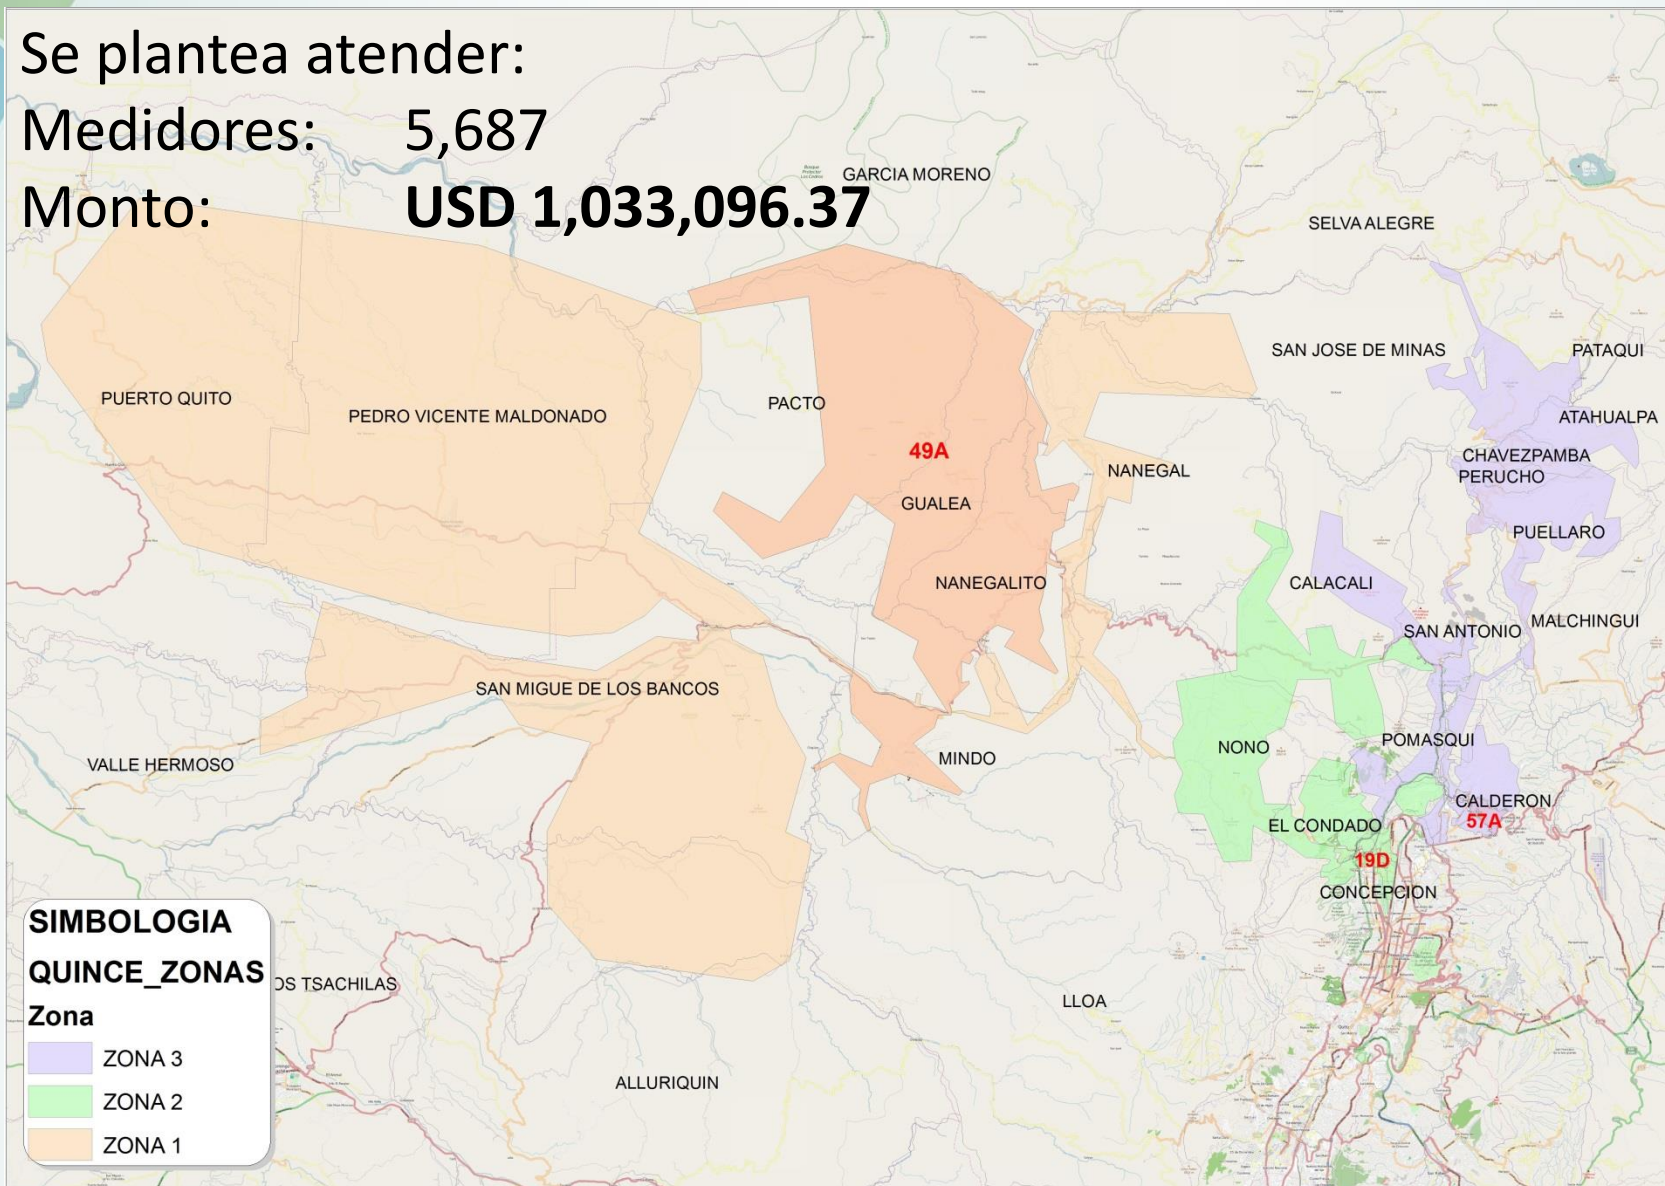 Se plantea atender:
Medidores: 5,687
Monto: USD 1,033,096.37
GARCIA MORENO
SELVA ALEGRE
SAN JOSE DE MINAS
PATAQUI
PUERTO QUITO
PEDRO VICENTE MALDONADO
PACTO
ATAHUALPA
49A
CHAVEZPAMBA
NANEGAL
PERUCHO
GUALEA
PUELLARO
NANEGALITO
CALACALI
MALCHINGUI
SAN ANTONIO
SAN MIGUE DE LOS BANCOS
POMASQUI
NONO
MINDO
VALLE HERMOSO
CALDERON
57A
EL CONDADO
19D
CONCEPCION
OS TSACHILAS
LLOA
ALLURIQUIN
SIMBOLOGIA
QUINCE_ZONAS
Zona
ZONA 3
ZONA 2
ZONA 1